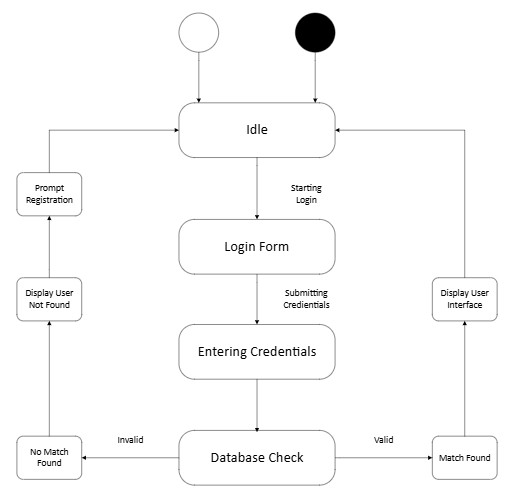 Idle
Starting
Login
Prompt
Registration
Login Form
Submitting
Credientials
Display User
Not Found
Display User
Interface
Entering Credentials
Invalid
Valid
No Match
Found
Database Check
Match Found